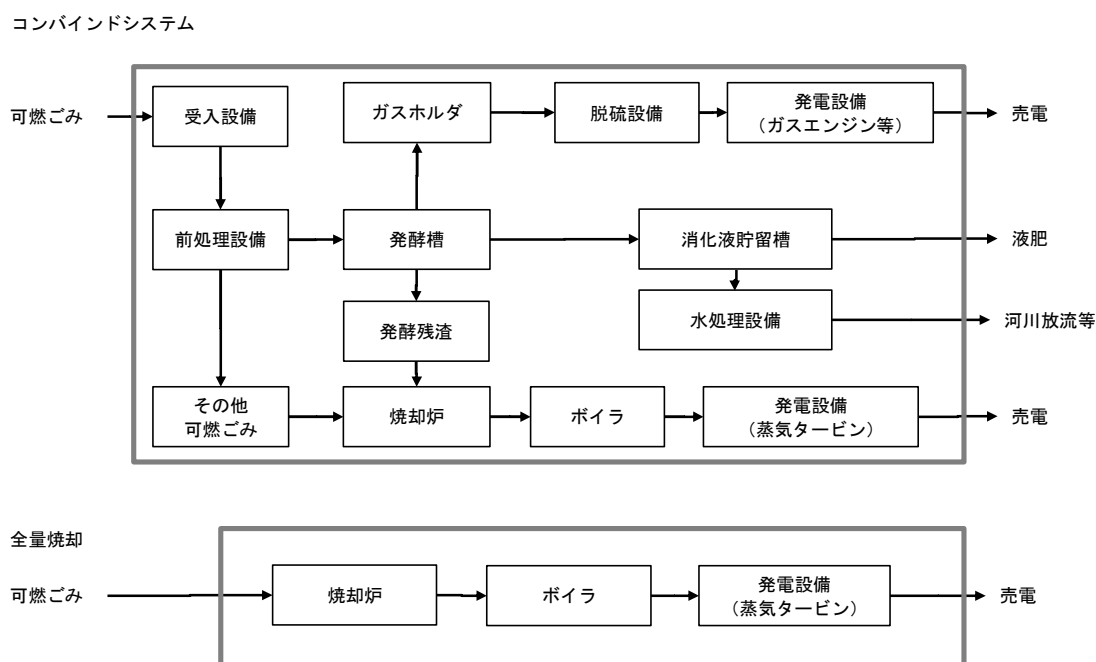 コンバインドシステム
可燃ごみ
受入設備
ガスホルダ
脱硫設備
発電設備
（ガスエンジン等）
売電
前処理設備
発酵槽
消化液貯留槽
液肥
発酵残渣
水処理設備
河川放流等
その他
可燃ごみ
焼却炉
ボイラ
発電設備
（蒸気タービン）
売電
全量焼却
可燃ごみ
焼却炉
ボイラ
発電設備
（蒸気タービン）
売電